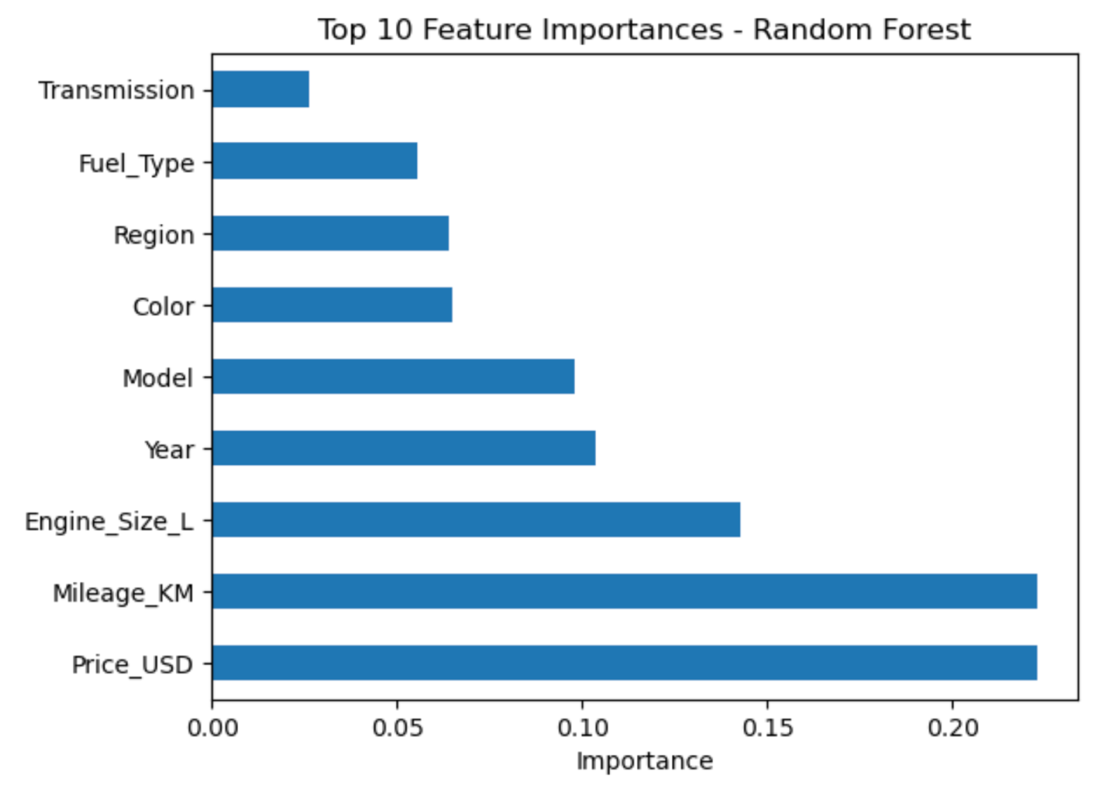 Top 10 Feature Importances - Random Forest
Transmission
Fuel_Type
Region
Color
Model
Year
Engine_Size_L
Mileage_KM
Price_USD
0.00 0.05 0.10 0.15 0.20
Importance